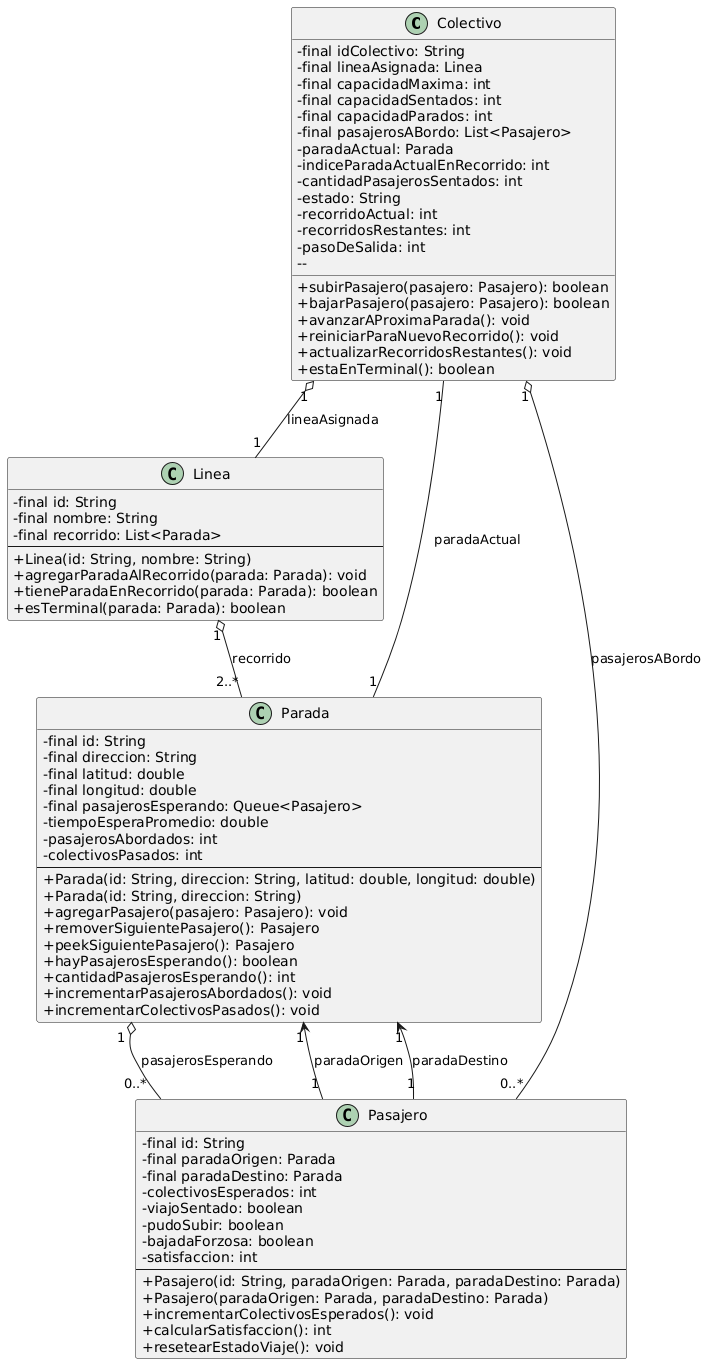 C Colectivo
-final idColectivo: String
-final lineaAsignada: Linea
-final capacidadMaxima: int
-final capacidadSentados: int
-final capacidadParados: int
-final pasajerosABordo: List<Pasajero>
-paradaActual: Parada
-indiceParadaActualEnRecorrido: int
-cantidadPasajerosSentados: int
-estado: String
-recorridoActual: int
-recorridosRestantes: int
-pasoDeSalida: int
--
+subirPasajero(pasajero: Pasajero): boolean
+bajarPasajero(pasajero: Pasajero): boolean
+avanzarAProximaParada(): void
+reiniciarParaNuevoRecorrido(): void
+actualizarRecorridosRestantes(): void
+estaEnTerminal(): boolean
1 1 1
lineaAsignada
1
C Linea
-final id: String
-final nombre: String
-final recorrido: List<Parada>
+Linea(id: String, nombre: String)
+agregarParadaAlRecorrido(parada: Parada): void
+tieneParadaEnRecorrido(parada: Parada): boolean
+esTerminal(parada: Parada): boolean
paradaActual
1
recorrido
pasajerosABordo
2..* 1
C Parada
-final id: String
-final direccion: String
-final latitud: double
-final longitud: double
-final pasajerosEsperando: Queue<Pasajero>
-tiempoEsperaPromedio: double
-pasajerosAbordados: int
-colectivosPasados: int
+Parada(id: String, direccion: String, latitud: double, longitud: double)
+Parada(id: String, direccion: String)
+agregarPasajero(pasajero: Pasajero): void
+removerSiguientePasajero(): Pasajero
+peekSiguientePasajero(): Pasajero
+hayPasajerosEsperando(): boolean
+cantidadPasajerosEsperando(): int
+incrementarPasajerosAbordados(): void
+incrementarColectivosPasados(): void
1 1 1
pasajerosEsperando paradaOrigen paradaDestino
0..* 1 1 0..*
C Pasajero
-final id: String
-final paradaOrigen: Parada
-final paradaDestino: Parada
-colectivosEsperados: int
-viajoSentado: boolean
-pudoSubir: boolean
-bajadaForzosa: boolean
-satisfaccion: int
+Pasajero(id: String, paradaOrigen: Parada, paradaDestino: Parada)
+Pasajero(paradaOrigen: Parada, paradaDestino: Parada)
+incrementarColectivosEsperados(): void
+calcularSatisfaccion(): int
+resetearEstadoViaje(): void